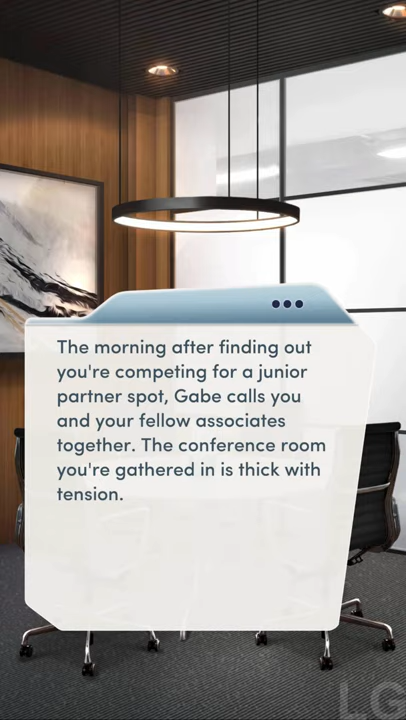 The morning after finding out
you're competing for a junior
partner spot, Gabe calls you
and your fellow associates
together. The conference room
you're gathered in is thick with
tension.
LG